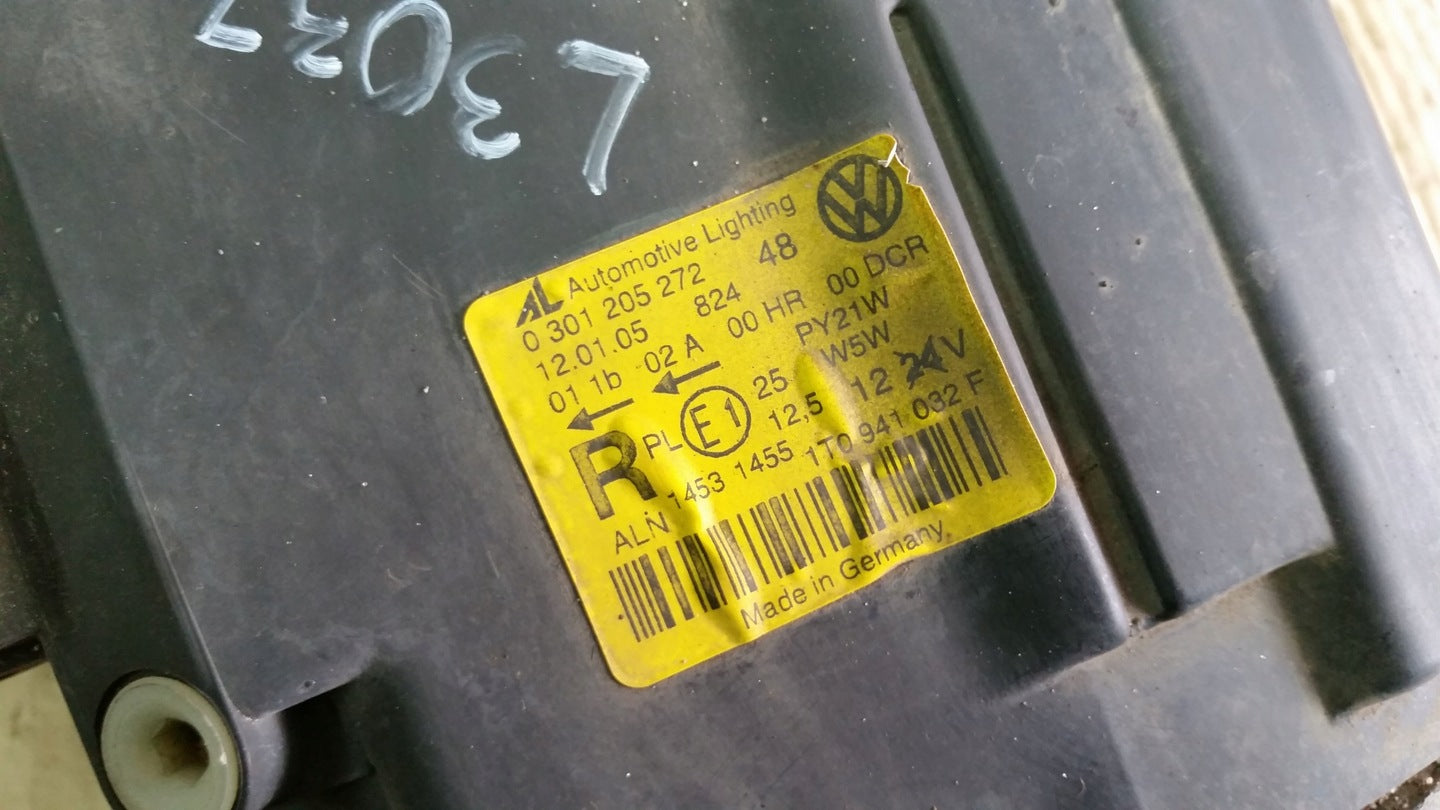 L3037
AL Automotive Lighting
0 301 205 272 48
12.01.05 824
01 1b 02 A 00 HR 00 DCR
R PL E1 25 PY21W
12,5 W5W
12 24V
ALN 1453 1455 1T0 941 032 F
Made in Germany